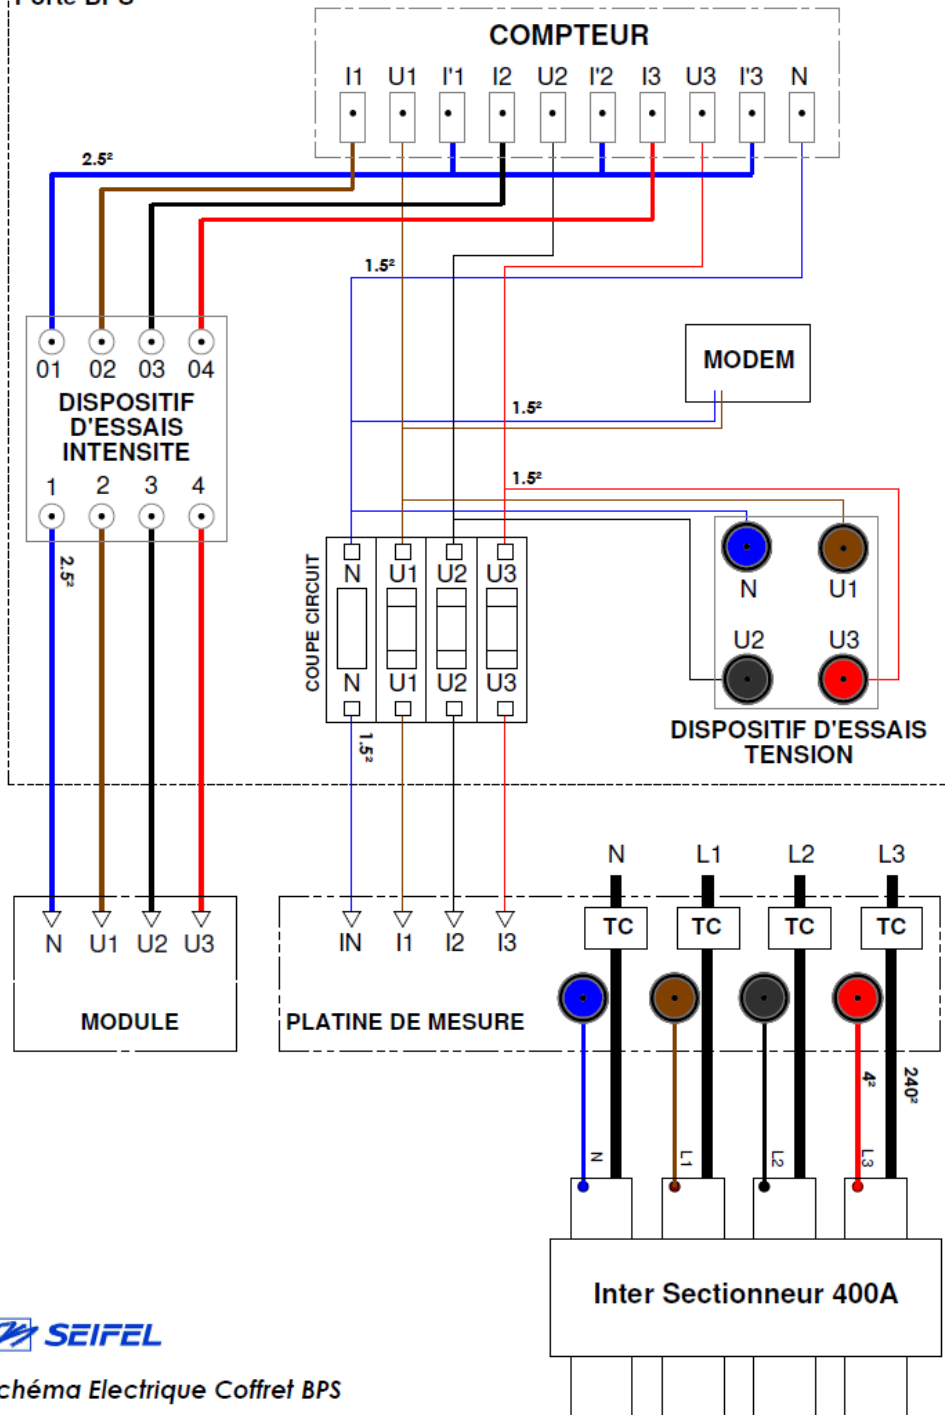 Porte BPS
COMPTEUR
I1 U1 I'1 I2 U2 I'2 I3 U3 I'3 N
2.5²
1.5²
01 02 03 04
DISPOSITIF
D'ESSAIS
INTENSITE
1 2 3 4
2.5²
MODEM
1.5²
1.5²
COUPE CIRCUIT
N U1 U2 U3
N U1 U2 U3
1.5²
N U1
U2 U3
DISPOSITIF D'ESSAIS
TENSION
N L1 L2 L3
TC TC TC TC
N U1 U2 U3
MODULE
IN I1 I2 I3
PLATINE DE MESURE
4²
240²
N L1 L2 L3
Inter Sectionneur 400A
SEIFEL
chéma Electrique Coffret BPS